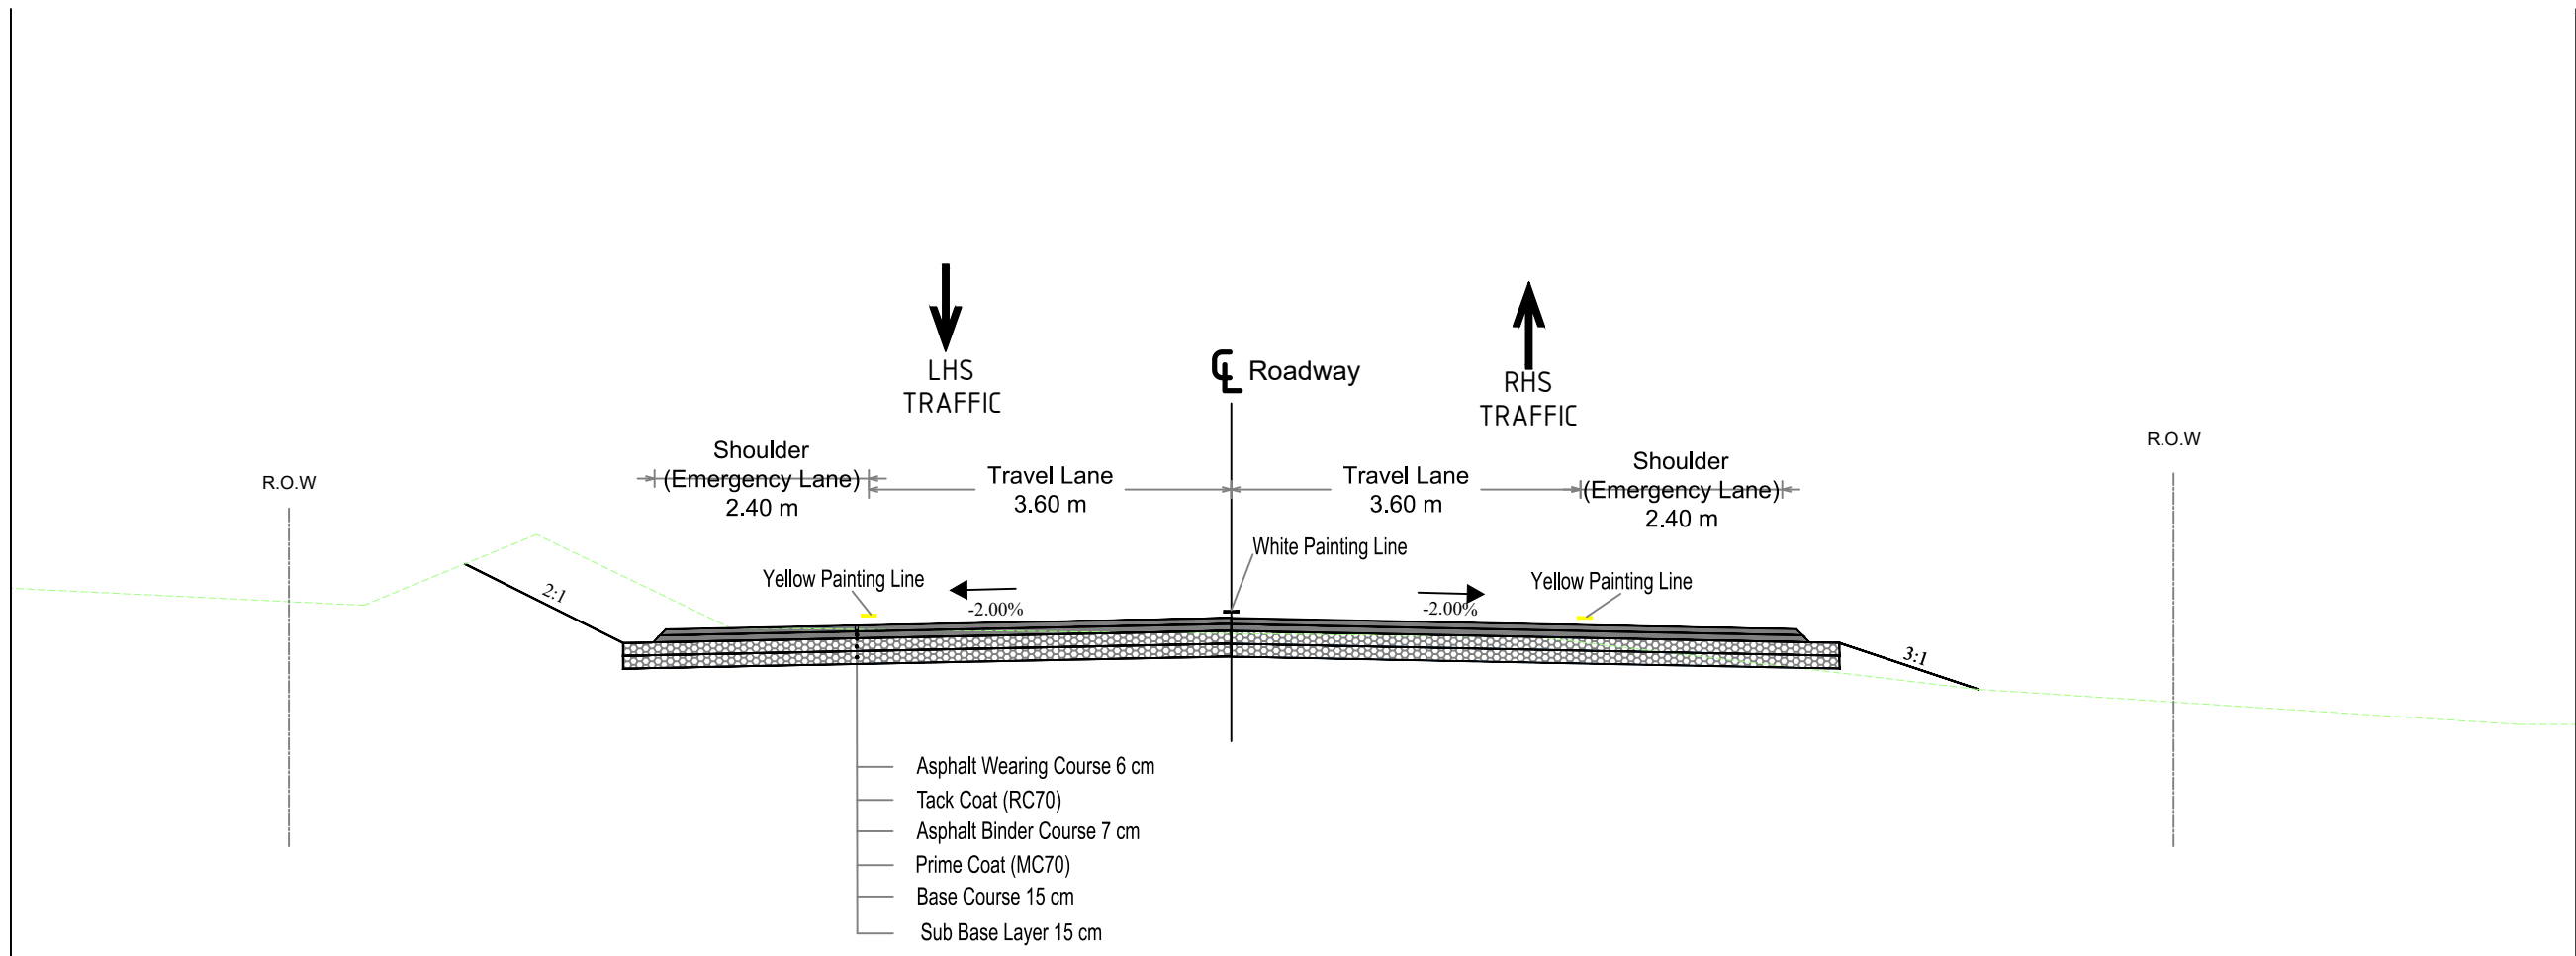 LHS
TRAFFIC
CL Roadway
RHS
TRAFFIC
R.O.W
Shoulder
(Emergency Lane)
2.40 m
Travel Lane
3.60 m
Travel Lane
3.60 m
Shoulder
(Emergency Lane)
2.40 m
R.O.W
White Painting Line
Yellow Painting Line
Yellow Painting Line
2:1
-2.00%
-2.00%
3:1
Asphalt Wearing Course 6 cm
Tack Coat (RC70)
Asphalt Binder Course 7 cm
Prime Coat (MC70)
Base Course 15 cm
Sub Base Layer 15 cm